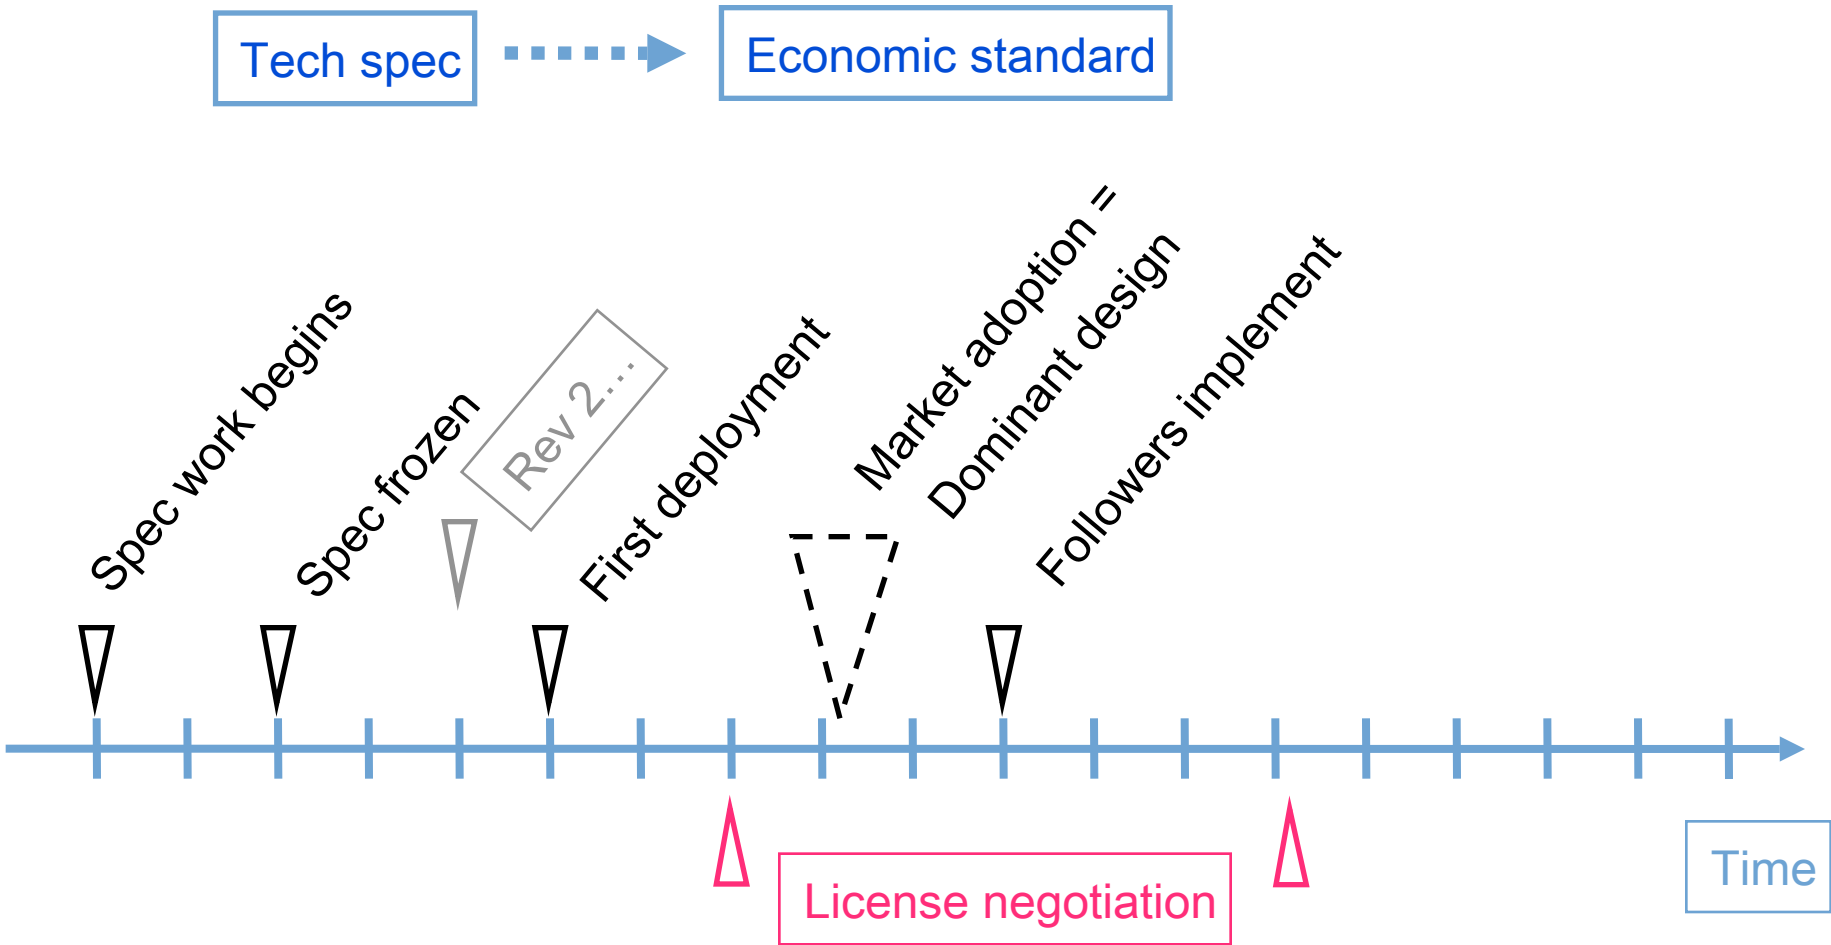 Tech spec
Economic standard
Spec work begins
Spec frozen
Rev 2…
First deployment
Market adoption =
Dominant design
Followers implement
License negotiation
Time